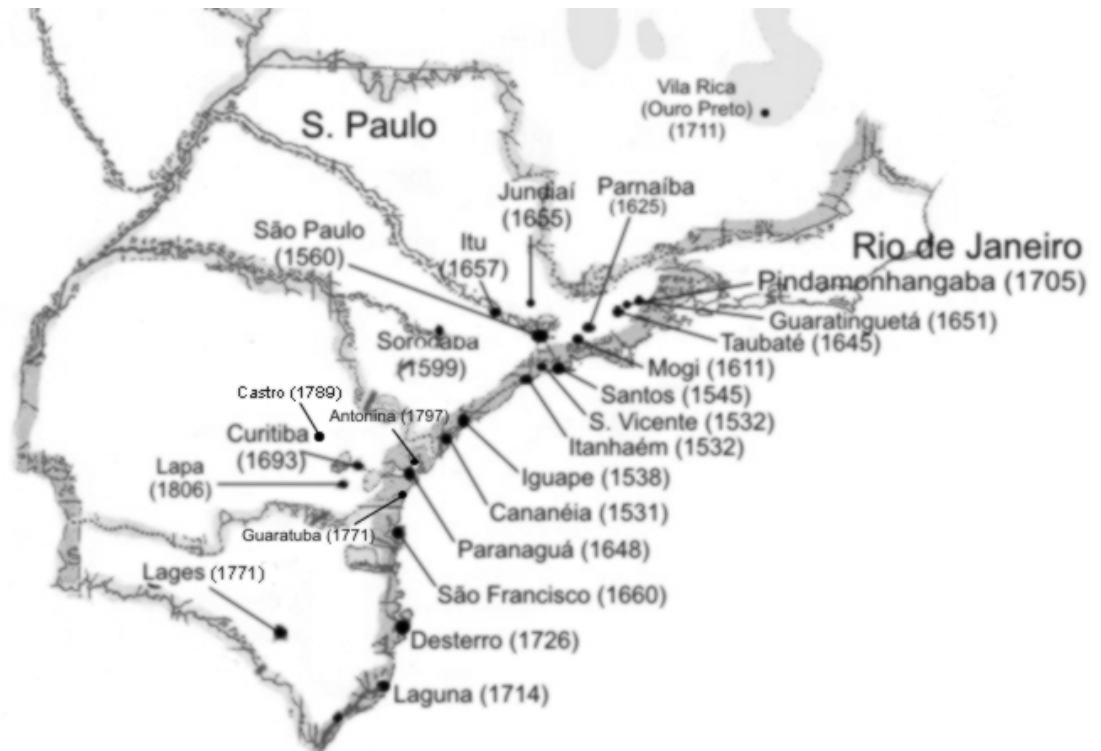 Vila Rica
(Ouro Preto)
(1711)
S. Paulo
Jundiaí
(1655)
Parnaíba
(1625)
São Paulo
(1560)
Itu
(1657)
Rio de Janeiro
Pindamonhangaba (1705)
Guaratinguetá (1651)
Taubaté (1645)
Sorocaba
(1599)
Mogi (1611)
Santos (1545)
S. Vicente (1532)
Itanhaém (1532)
Castro (1789)
Antonina (1797)
Curitiba
(1693)
Lapa
(1806)
Iguape (1538)
Cananéia (1531)
Guaratuba (1771)
Paranaguá (1648)
Lages (1771)
São Francisco (1660)
Desterro (1726)
Laguna (1714)